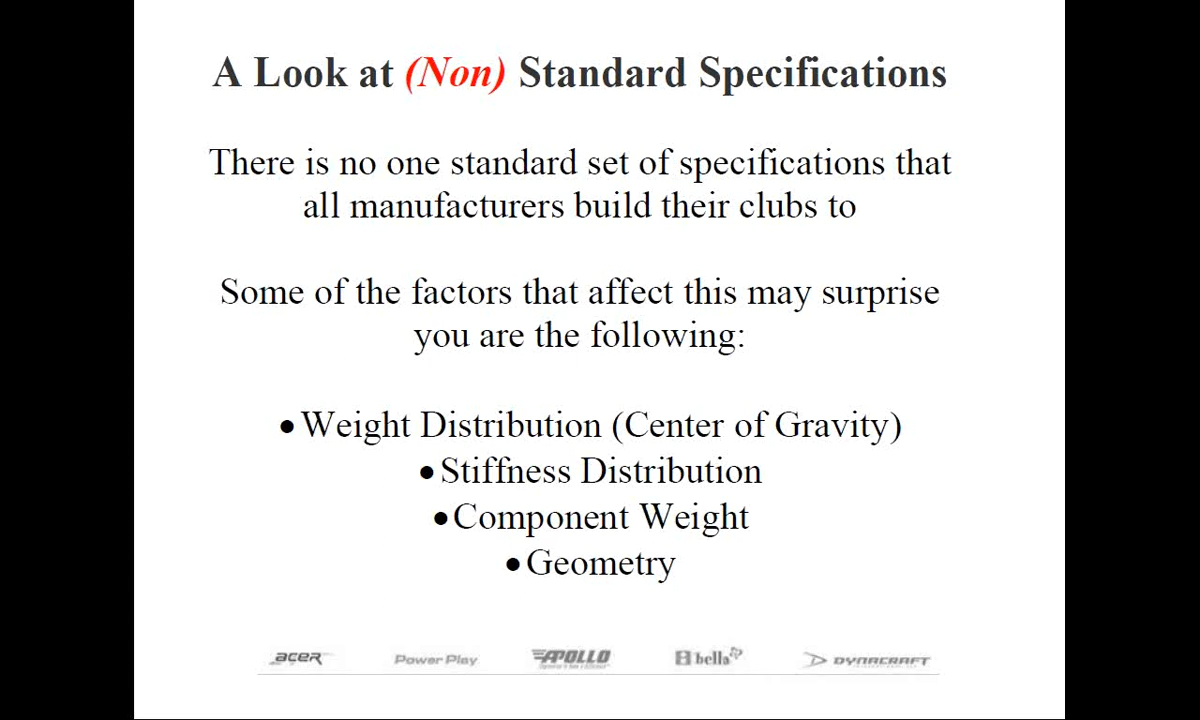 A Look at (Non) Standard Specifications
There is no one standard set of specifications that
all manufacturers build their clubs to
Some of the factors that affect this may surprise
you are the following:
•Weight Distribution (Center of Gravity)
•Stiffness Distribution
•Component Weight
•Geometry
acer Power Play APOLLO bella DYNACRAFT